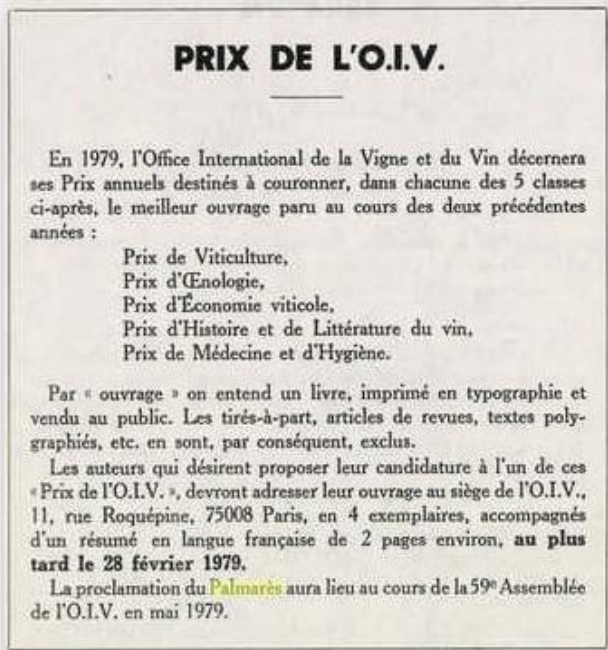 PRIX DE L'O.I.V.
En 1979, l'Office International de la Vigne et du Vin décernera
ses Prix annuels destinés à couronner, dans chacune des 5 classes
ci-après, le meilleur ouvrage paru au cours des deux précédentes
années :
Prix de Viticulture,
Prix d'Œnologie,
Prix d'Économie viticole,
Prix d'Histoire et de Littérature du vin,
Prix de Médecine et d'Hygiène.
Par « ouvrage » on entend un livre, imprimé en typographie et
vendu au public. Les tirés-à-part, articles de revues, textes poly-
graphiés, etc. en sont, par conséquent, exclus.
Les auteurs qui désirent proposer leur candidature à l'un de ces
« Prix de l'O.I.V. », devront adresser leur ouvrage au siège de l'O.I.V.,
11, rue Roquépine, 75008 Paris, en 4 exemplaires, accompagnés
d'un résumé en langue française de 2 pages environ, au plus
tard le 28 février 1979.
La proclamation du Palmarès aura lieu au cours de la 59e Assemblée
de l'O.I.V. en mai 1979.